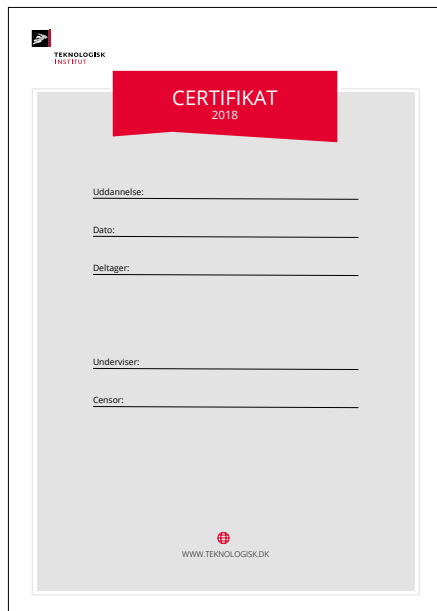 TEKNOLOGISK
INSTITUT
CERTIFIKAT
2018
Uddannelse:
Dato:
Deltager:
Underviser:
Censor:
WWW.TEKNOLOGISK.DK